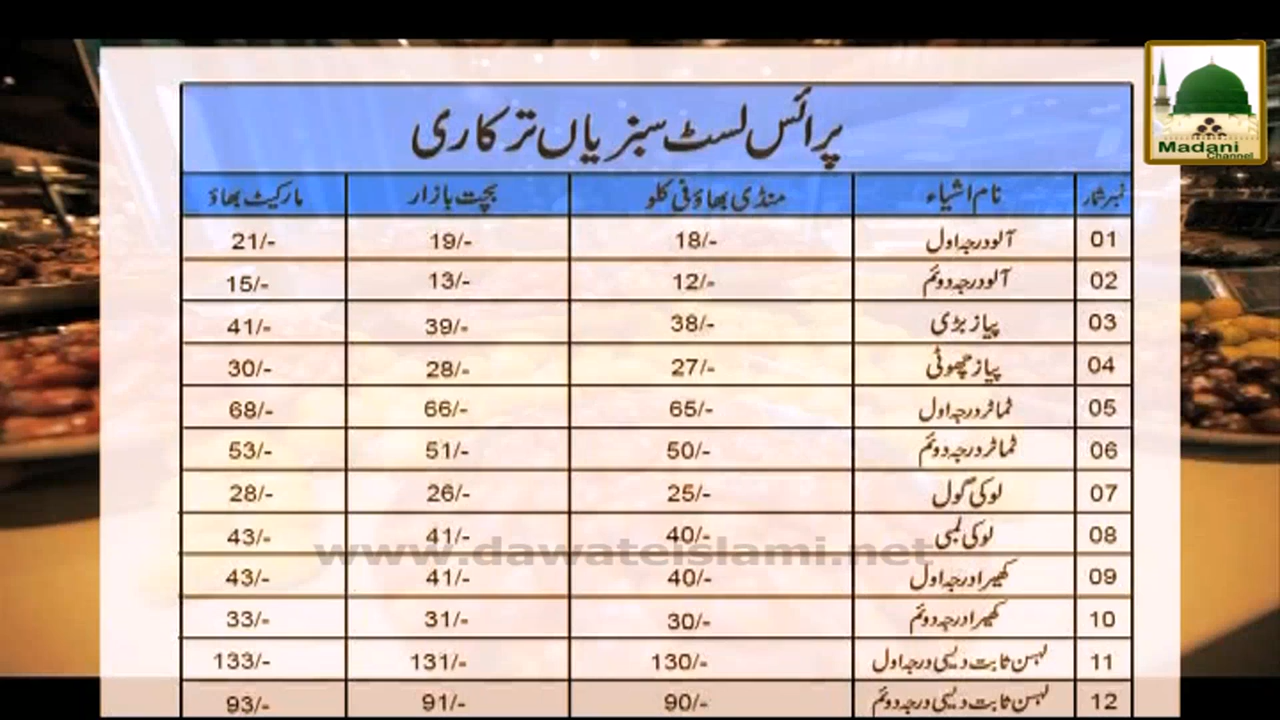 Madani
Channel
پرائس لسٹ سبزیاں ترکاری
نمبر شمار نام اشیاء منڈی بھاؤ فی کلو بچت بازار مارکیٹ بھاؤ
01 آلو درجہ اول 18/- 19/- 21/-
02 آلو درجہ دوئم 12/- 13/- 15/-
03 پیاز بڑی 38/- 39/- 41/-
04 پیاز چھوٹی 27/- 28/- 30/-
05 ٹماٹر درجہ اول 65/- 66/- 68/-
06 ٹماٹر درجہ دوئم 50/- 51/- 53/-
07 لوکی گول 25/- 26/- 28/-
08 لوکی لمبی 40/- 41/- 43/-
www.dawateislami.net
09 کھیرا درجہ اول 40/- 41/- 43/-
10 کھیرا درجہ دوئم 30/- 31/- 33/-
11 لہسن ثابت دیسی درجہ اول 130/- 131/- 133/-
12 لہسن ثابت دیسی درجہ دوئم 90/- 91/- 93/-